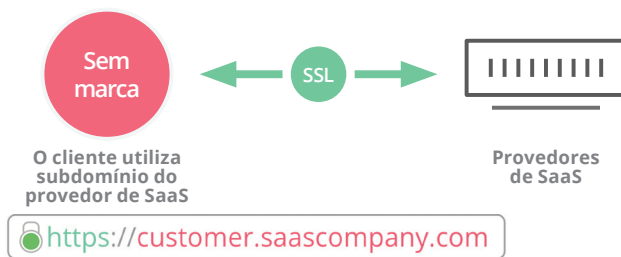 Sem
marca
SSL
O cliente utiliza
subdomínio do
provedor de SaaS
Provedores
de SaaS
https://customer.saascompany.com